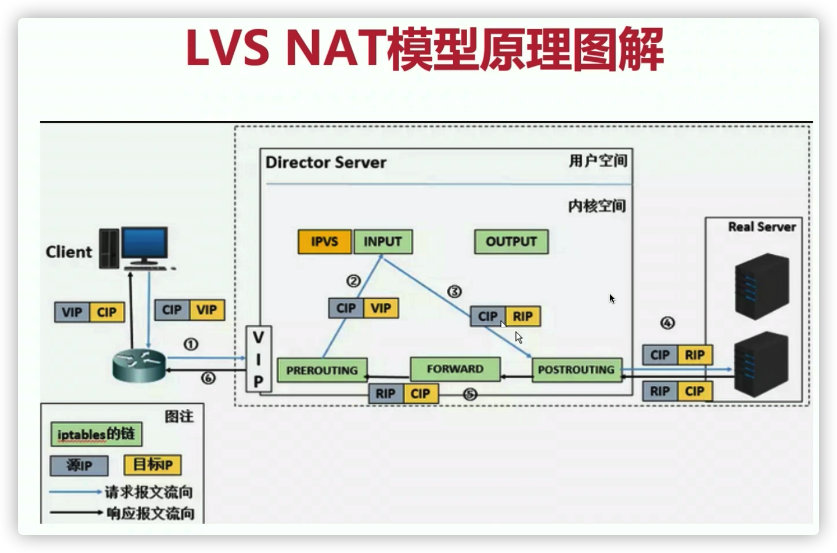 LVS NAT模型原理图解
Director Server
用户空间
内核空间
Real Server
IPVS
INPUT
OUTPUT
Client
②
③
VIP CIP
CIP VIP
CIP VIP
CIP RIP
④
①
VIP
CIP RIP
PREROUTING
FORWARD
POSTROUTING
⑥
RIP CIP
⑤
RIP CIP
图注
iptables的链
源IP
目标IP
请求报文流向
响应报文流向